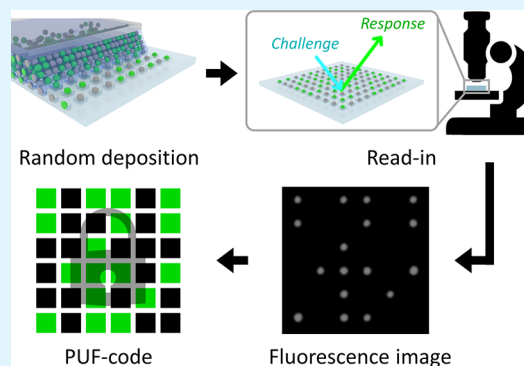 Challenge
Response
Random deposition
Read-in
PUF-code
Fluorescence image